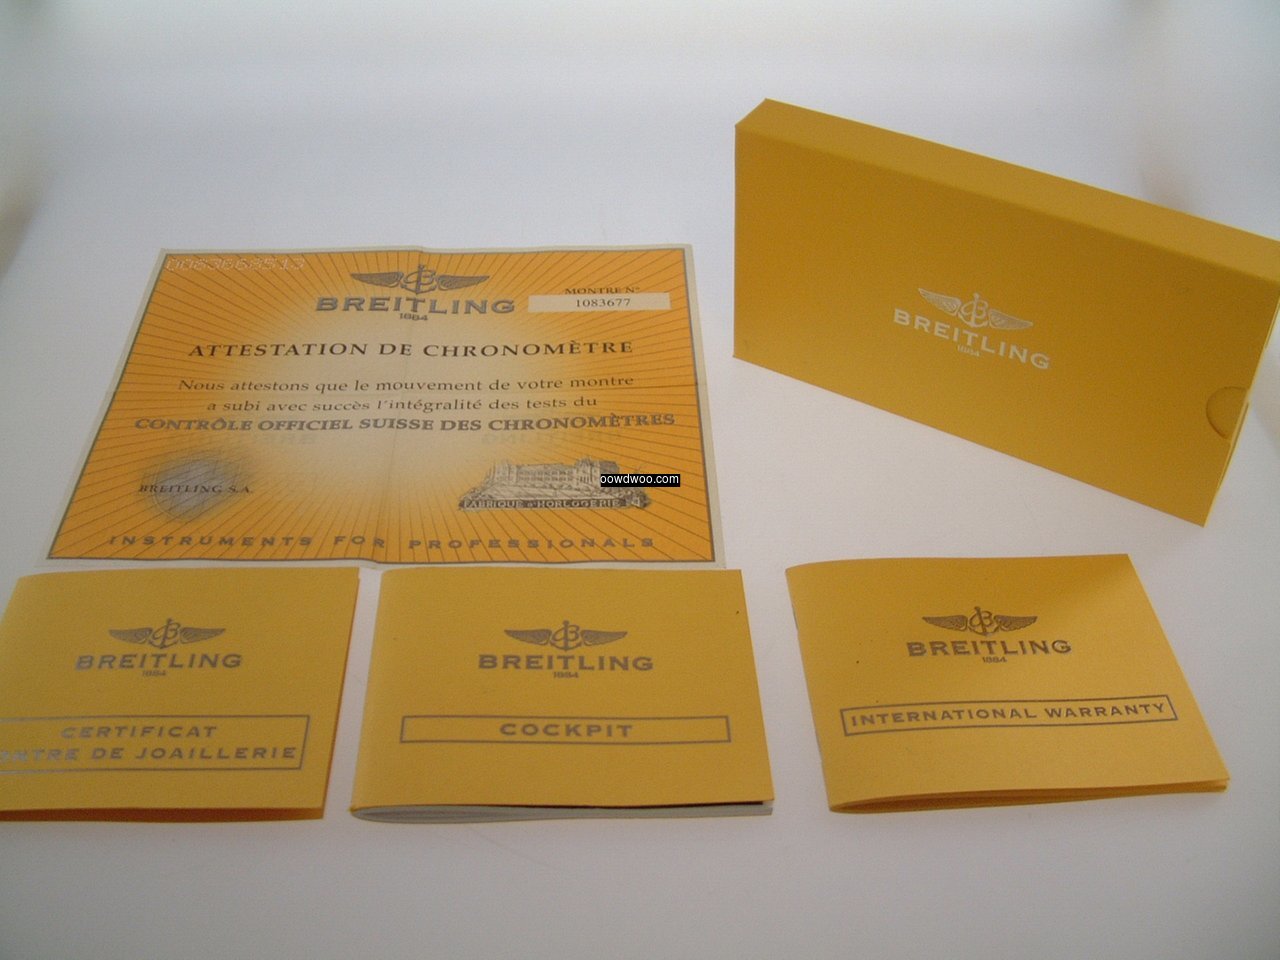 BREITLING
1884
MONTRE N°
1083677
ATTESTATION DE CHRONOMÈTRE
Nous attestons que le mouvement de votre montre
a subi avec succès l'intégralité des tests du
CONTRÔLE OFFICIEL SUISSE DES CHRONOMÈTRES
BREITLING S.A.
FABRIQUE D'HORLOGERIE
INSTRUMENTS FOR PROFESSIONALS
BREITLING
1884
oowdwoo.com
BREITLING
1884
CERTIFICAT
DE JOAILLERIE
BREITLING
1884
COCKPIT
BREITLING
1884
INTERNATIONAL WARRANTY